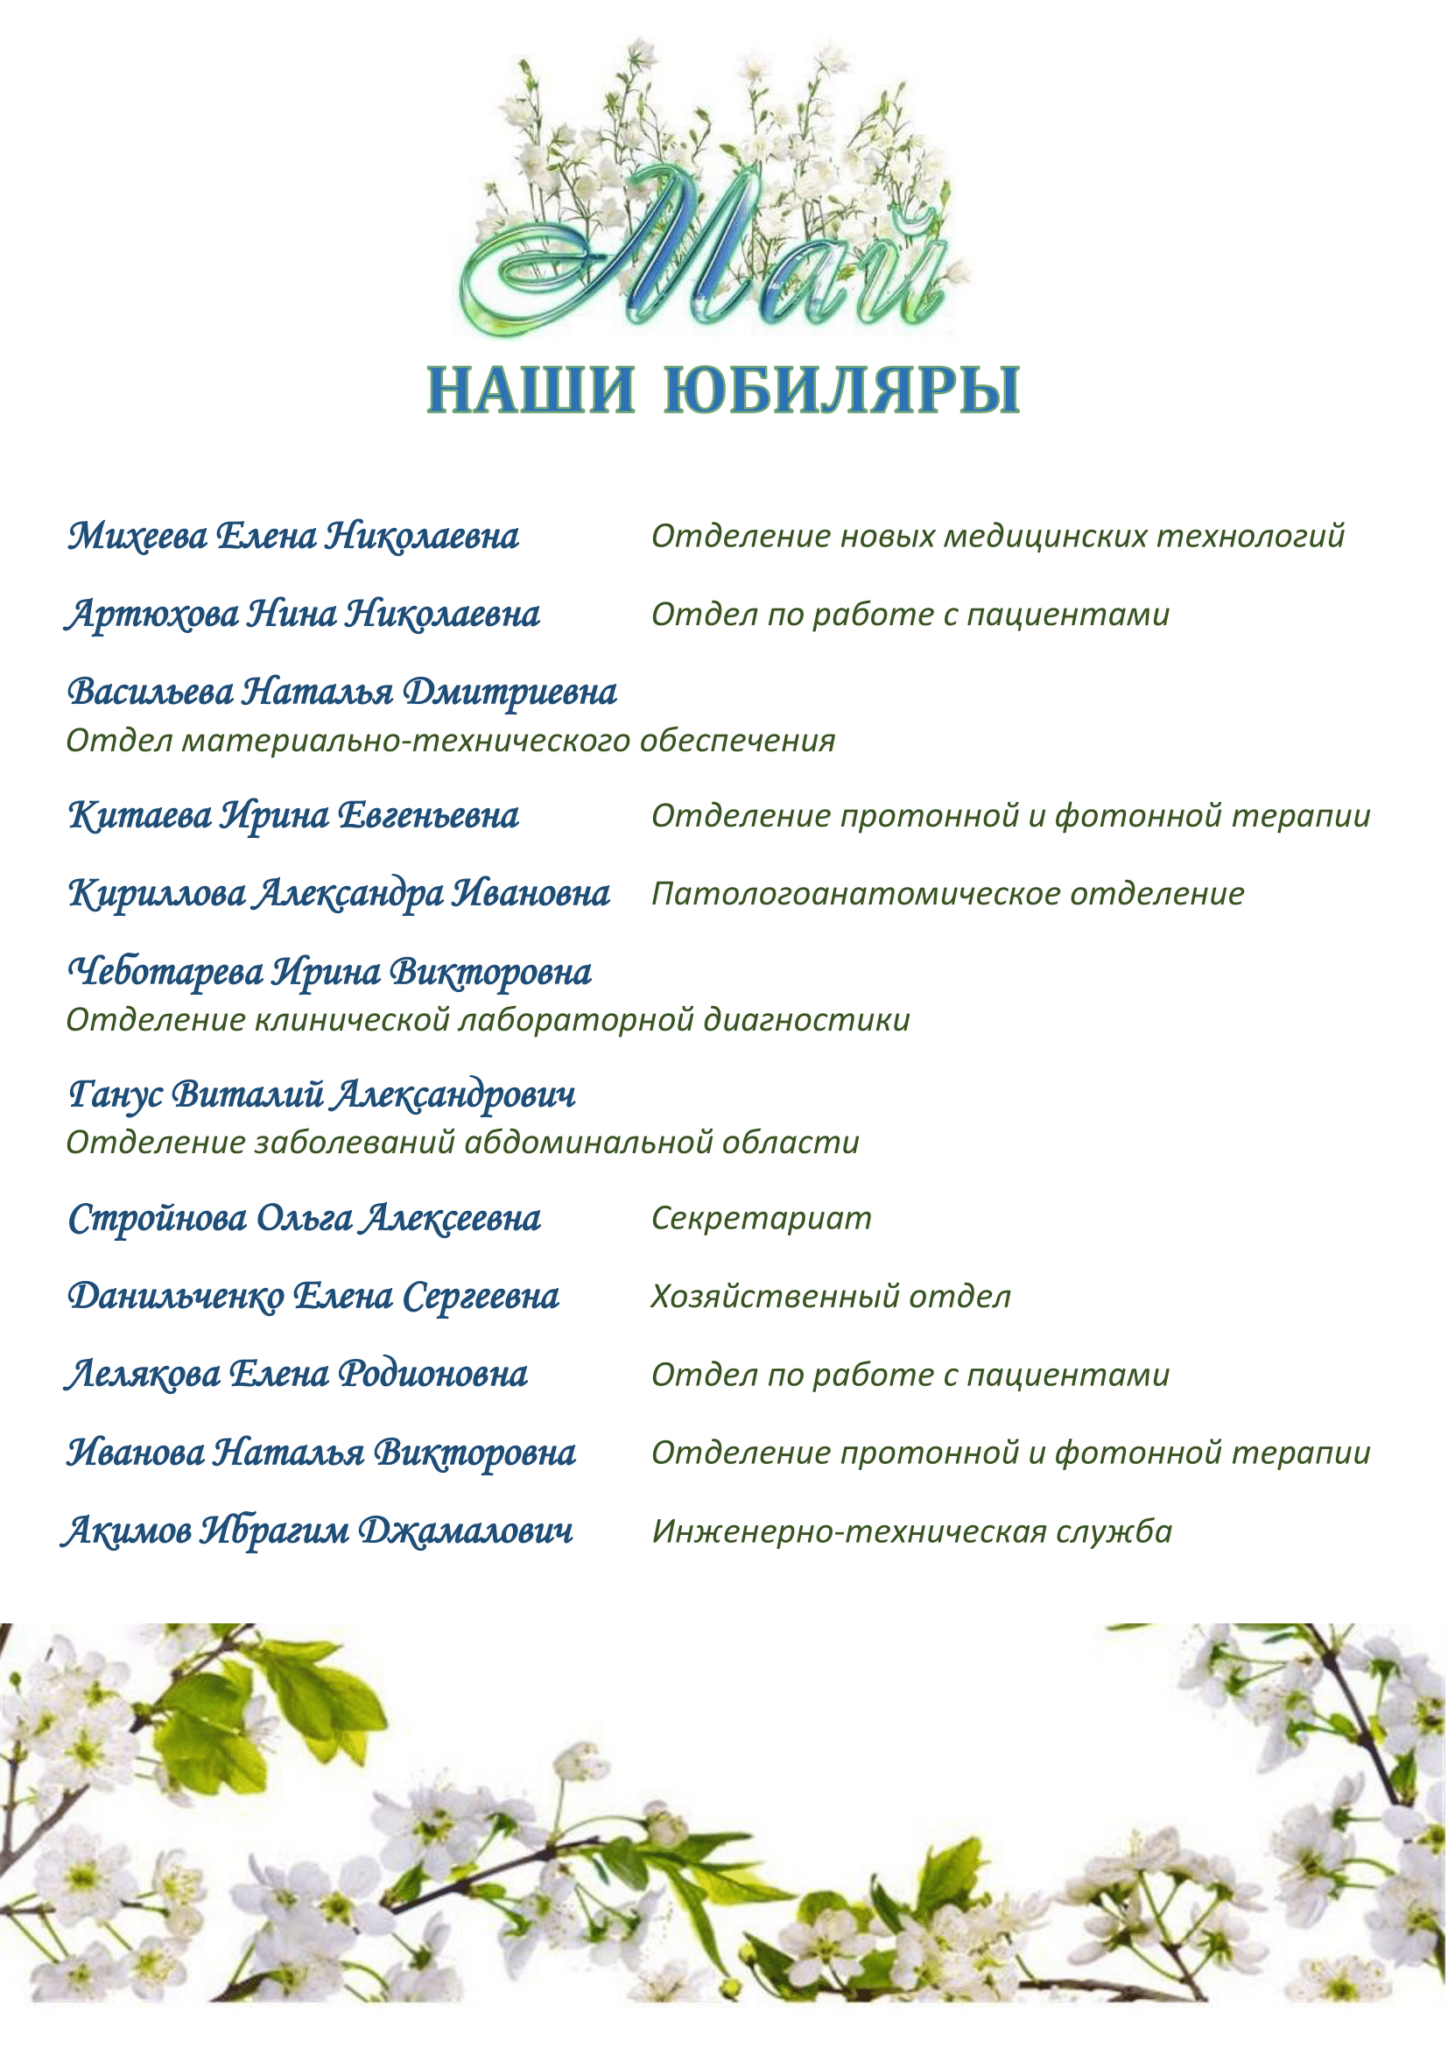 Май
НАШИ ЮБИЛЯРЫ
Михеева Елена Николаевна Отделение новых медицинских технологий
Артюхова Нина Николаевна Отдел по работе с пациентами
Васильева Наталья Дмитриевна
Отдел материально-технического обеспечения
Китаева Ирина Евгеньевна Отделение протонной и фотонной терапии
Кириллова Александра Ивановна Патологоанатомическое отделение
Чеботарева Ирина Викторовна
Отделение клинической лабораторной диагностики
Ганус Виталий Александрович
Отделение заболеваний абдоминальной области
Стройнова Ольга Алексеевна Секретариат
Данильченко Елена Сергеевна Хозяйственный отдел
Лелякова Елена Родионовна Отдел по работе с пациентами
Иванова Наталья Викторовна Отделение протонной и фотонной терапии
Акимов Ибрагим Джамалович Инженерно-техническая служба